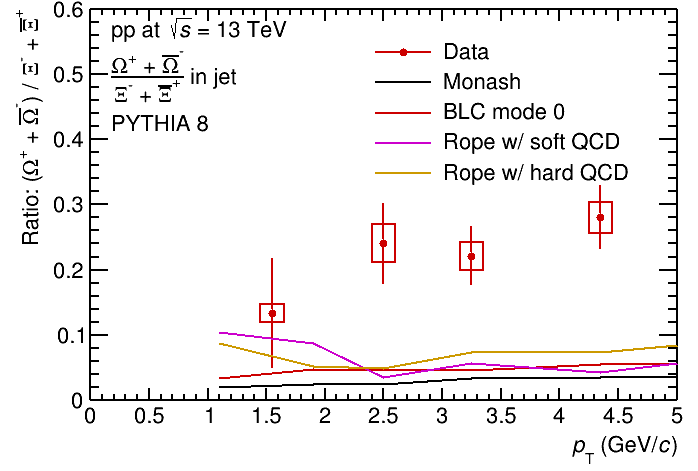 pp at √s = 13 TeV
Ω⁺ + Ω̅⁻
Ξ⁻ + Ξ̅⁺ in jet
PYTHIA 8
Data
Monash
BLC mode 0
Rope w/ soft QCD
Rope w/ hard QCD
Ratio: (Ω⁺ + Ω̅⁻) / Ξ⁻ + Ξ̅⁺
0.6
0.5
0.4
0.3
0.2
0.1
0
0 0.5 1 1.5 2 2.5 3 3.5 4 4.5 5
p_T (GeV/c)